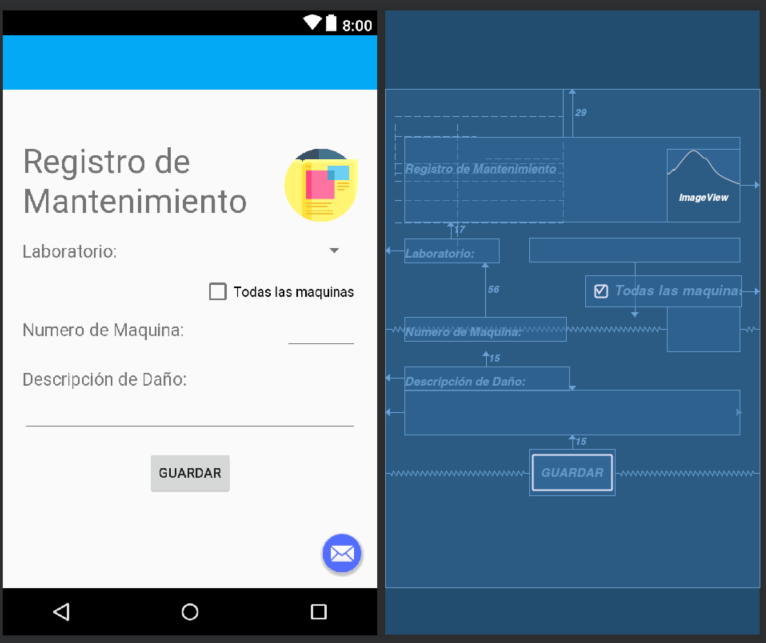 8:00
Registro de
Mantenimiento
Laboratorio:
Todas las maquinas
Numero de Maquina:
Descripción de Daño:
GUARDAR
29
Registro de Mantenimiento
ImageView
17
Laboratorio:
56
Todas las maquinas
Numero de Maquina:
15
Descripción de Daño:
15
GUARDAR